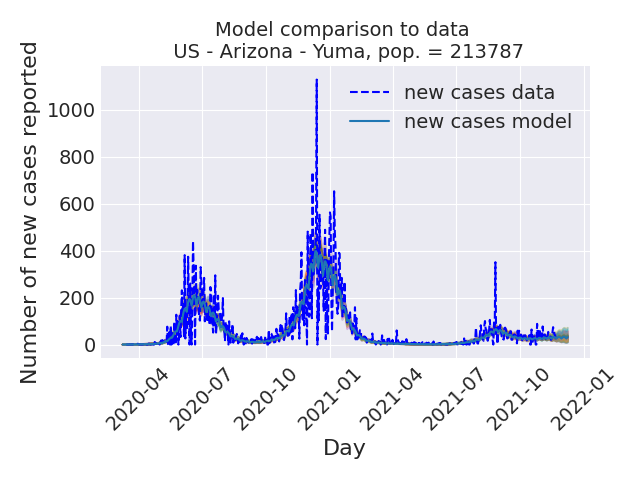 Model comparison to data
US - Arizona - Yuma, pop. = 213787
Number of new cases reported
1000
800
600
400
200
0
new cases data
new cases model
2020-04
2020-07
2020-10
2021-01
2021-04
2021-07
2021-10
2022-01
Day